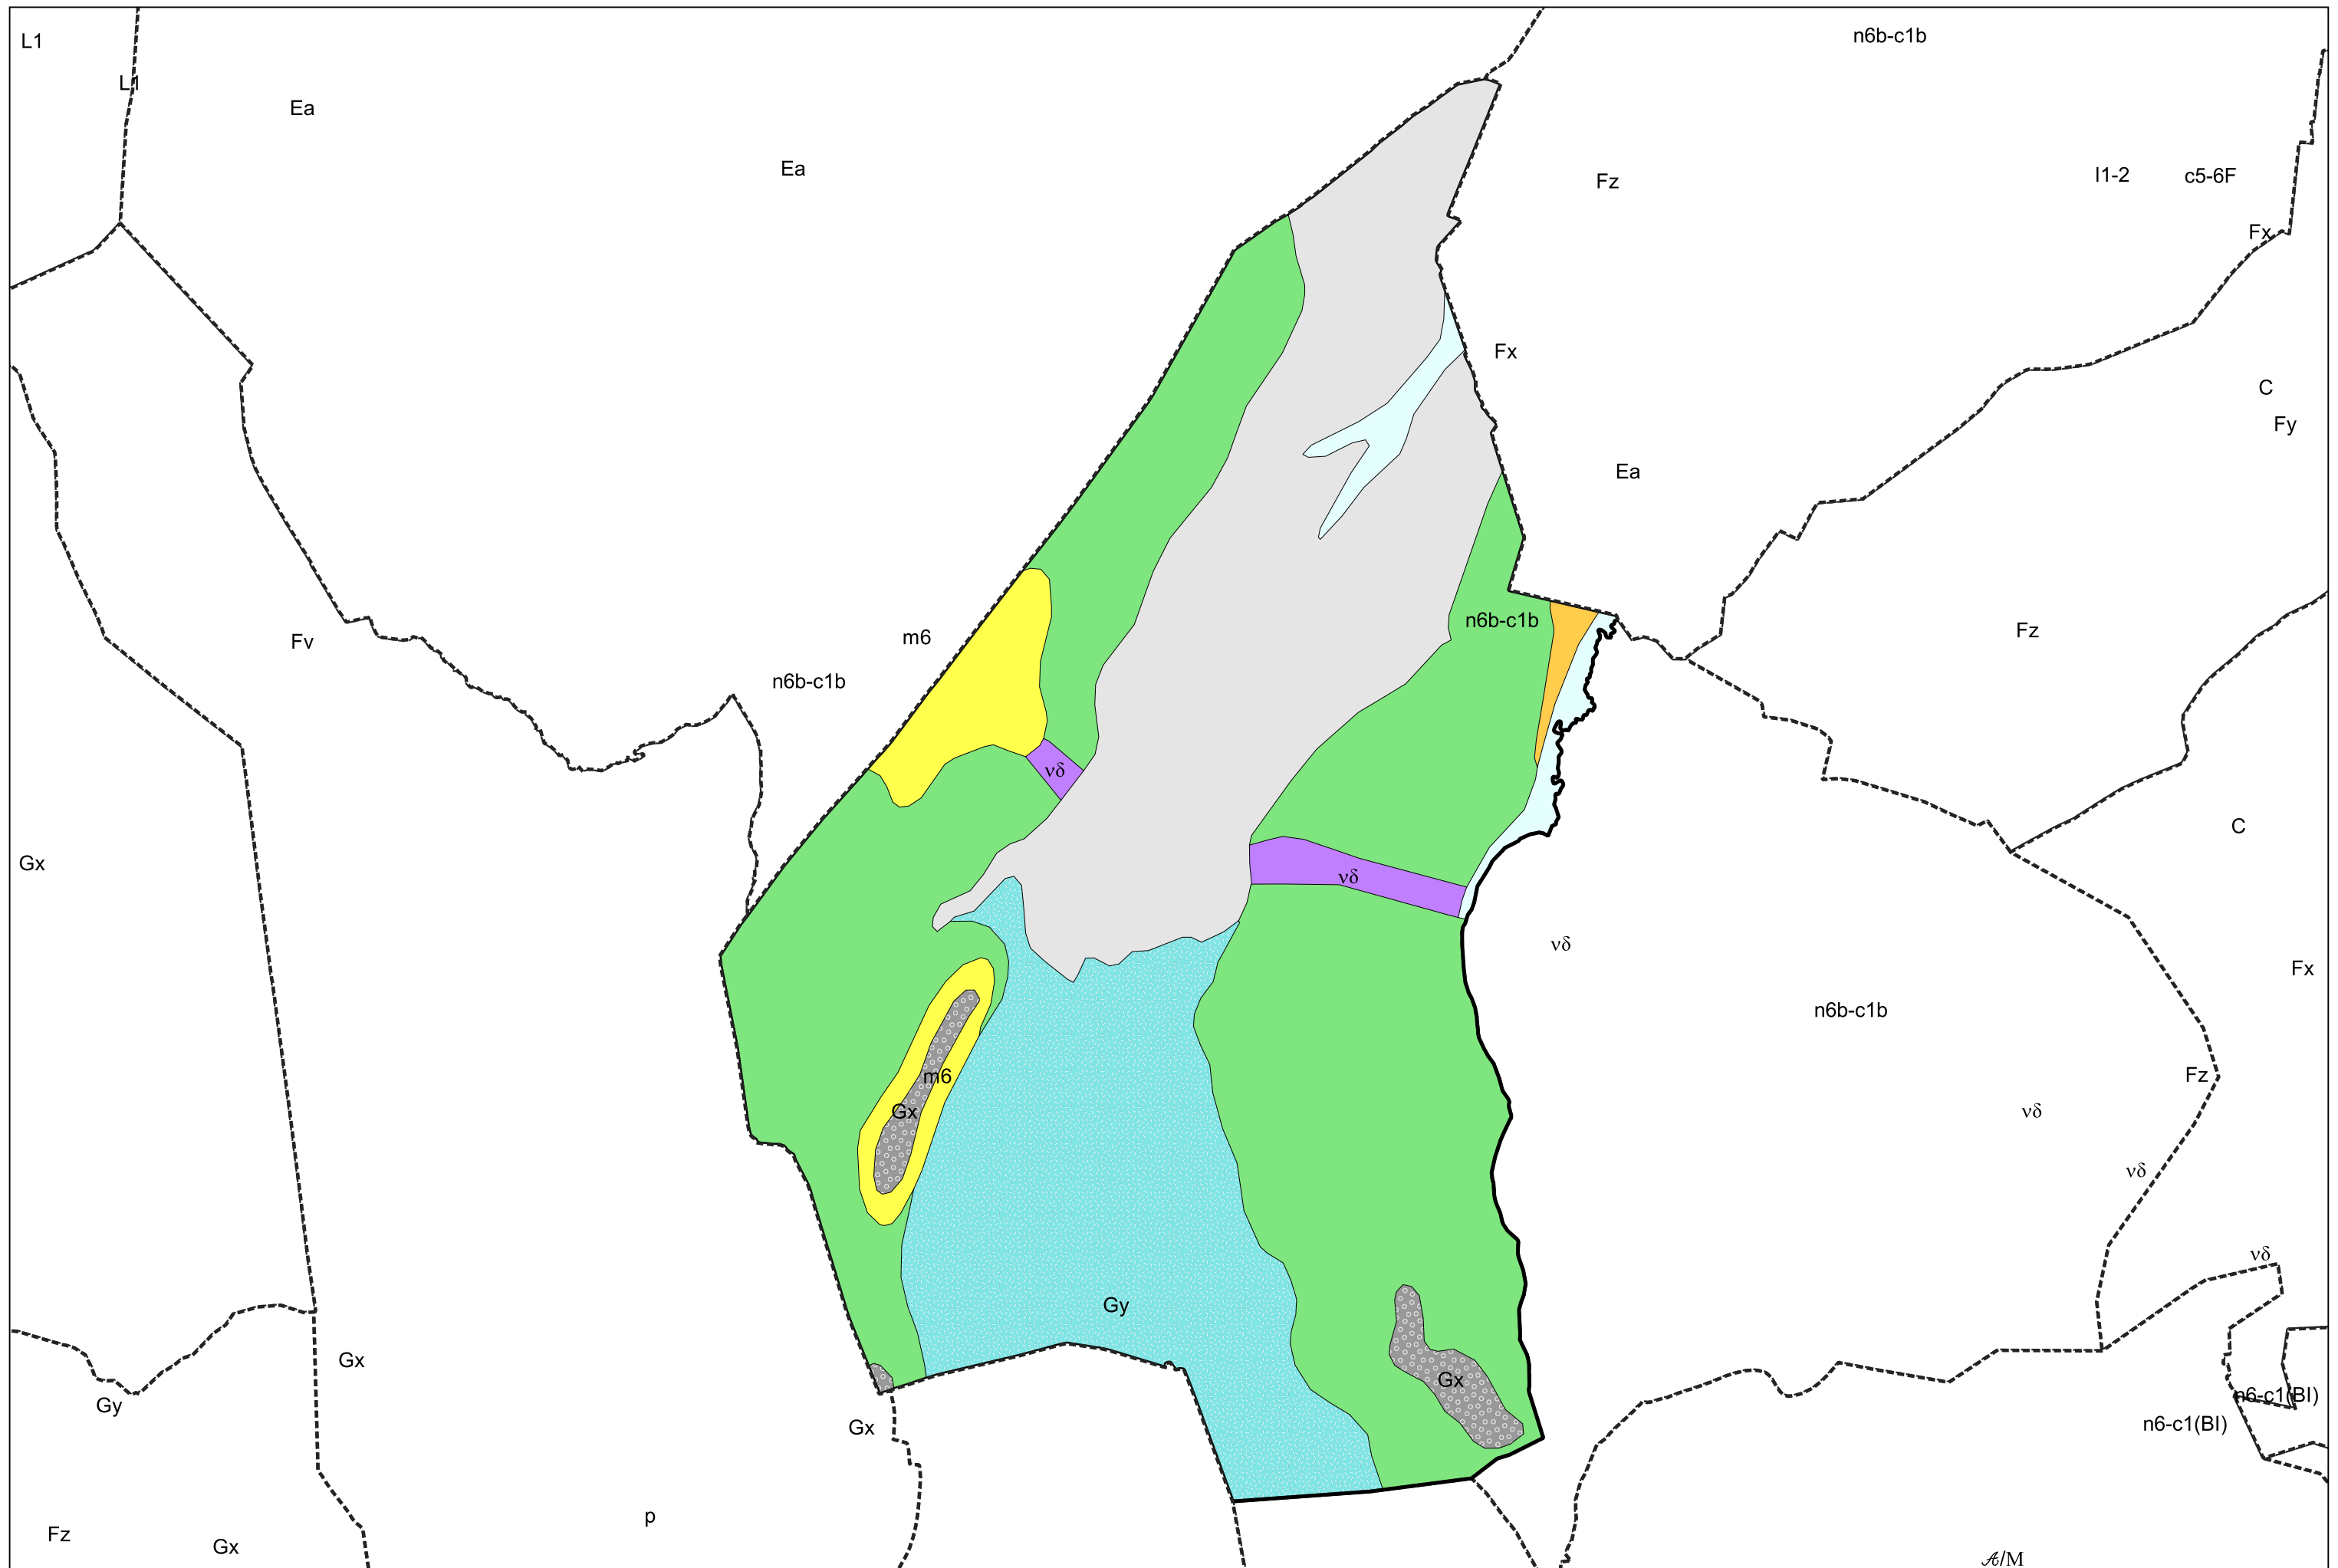 L1
n6b-c1b
L1
Ea
Ea
Fz
l1-2
c5-6F
Fx
Fx
C
Fy
Ea
n6b-c1b
Fz
m6
Fv
n6b-c1b
νδ
C
Gx
νδ
νδ
Fx
n6b-c1b
m6
Fz
Gx
νδ
νδ
νδ
Gy
Gx
Gx
n6-c1(BI)
Gy
n6-c1(BI)
Gx
p
Fz
Gx
𝒜/M